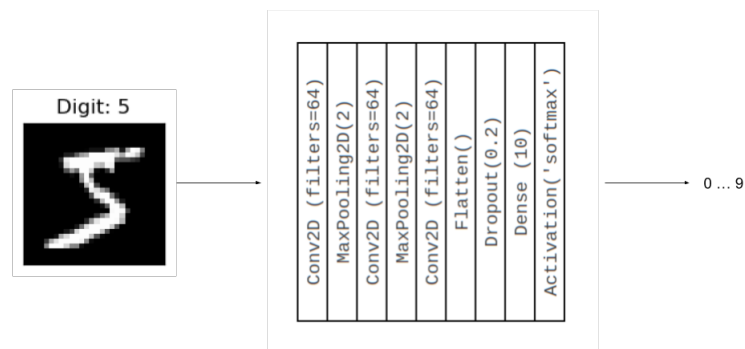 Digit: 5
Conv2D (filters=64)
MaxPooling2D(2)
Conv2D (filters=64)
MaxPooling2D(2)
Conv2D (filters=64)
Flatten()
Dropout(0.2)
Dense (10)
Activation('softmax')
0 ... 9